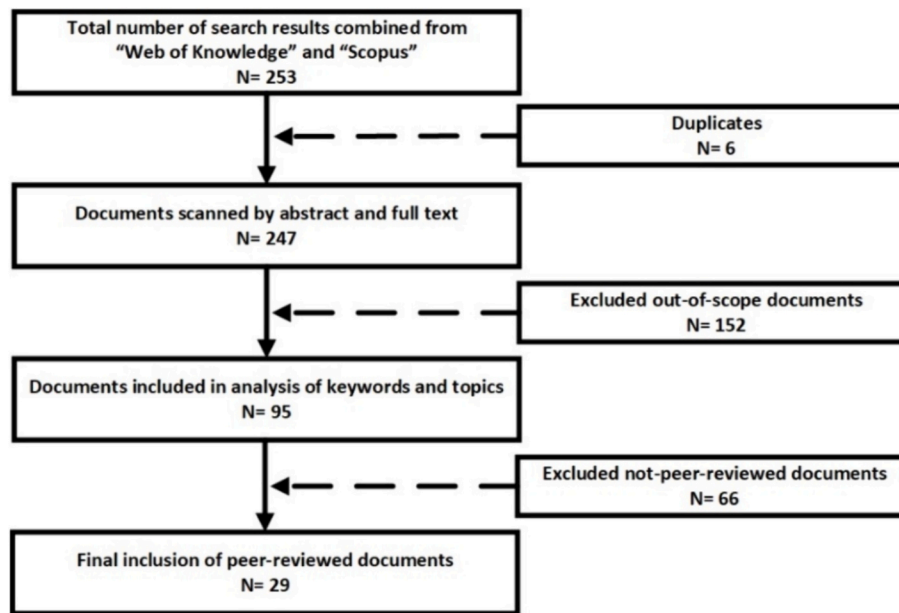 Total number of search results combined from
“Web of Knowledge” and “Scopus”
N= 253
Duplicates
N= 6
Documents scanned by abstract and full text
N= 247
Excluded out-of-scope documents
N= 152
Documents included in analysis of keywords and topics
N= 95
Excluded not-peer-reviewed documents
N= 66
Final inclusion of peer-reviewed documents
N= 29